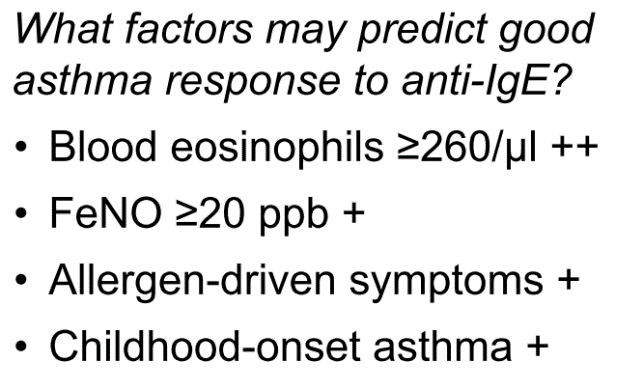 What factors may predict good
asthma response to anti-IgE?
• Blood eosinophils ≥260/μl ++
• FeNO ≥20 ppb +
• Allergen-driven symptoms +
• Childhood-onset asthma +